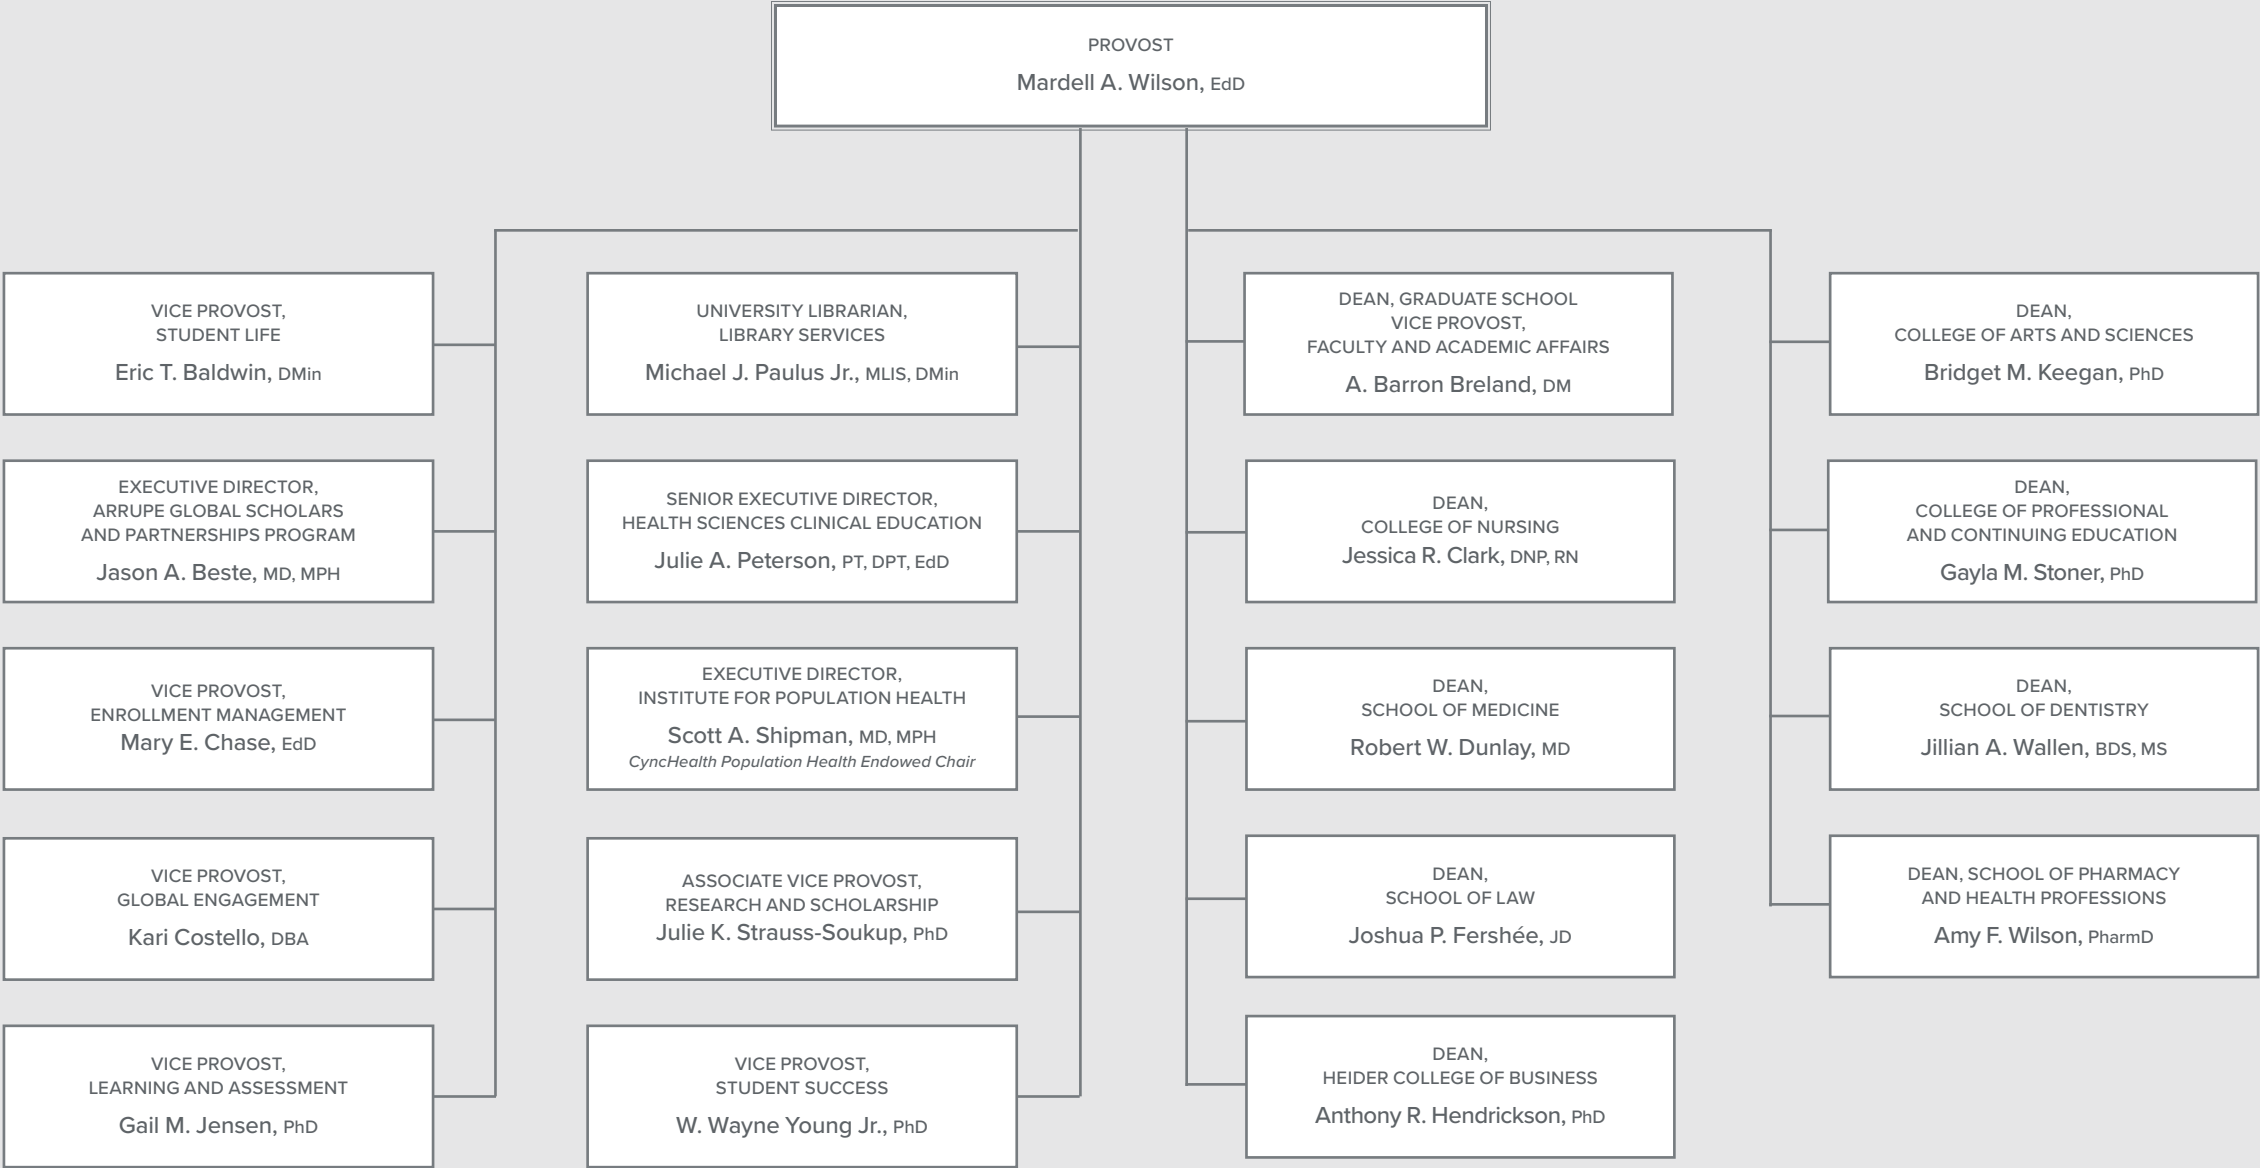 PROVOST
Mardell A. Wilson, EdD
VICE PROVOST,
STUDENT LIFE
Eric T. Baldwin, DMin
UNIVERSITY LIBRARIAN,
LIBRARY SERVICES
Michael J. Paulus Jr., MLIS, DMin
DEAN, GRADUATE SCHOOL
VICE PROVOST,
FACULTY AND ACADEMIC AFFAIRS
A. Barron Breland, DM
DEAN,
COLLEGE OF ARTS AND SCIENCES
Bridget M. Keegan, PhD
EXECUTIVE DIRECTOR,
ARRUPE GLOBAL SCHOLARS
AND PARTNERSHIPS PROGRAM
Jason A. Beste, MD, MPH
SENIOR EXECUTIVE DIRECTOR,
HEALTH SCIENCES CLINICAL EDUCATION
Julie A. Peterson, PT, DPT, EdD
DEAN,
COLLEGE OF NURSING
Jessica R. Clark, DNP, RN
DEAN,
COLLEGE OF PROFESSIONAL
AND CONTINUING EDUCATION
Gayla M. Stoner, PhD
VICE PROVOST,
ENROLLMENT MANAGEMENT
Mary E. Chase, EdD
EXECUTIVE DIRECTOR,
INSTITUTE FOR POPULATION HEALTH
Scott A. Shipman, MD, MPH
CyncHealth Population Health Endowed Chair
DEAN,
SCHOOL OF MEDICINE
Robert W. Dunlay, MD
DEAN,
SCHOOL OF DENTISTRY
Jillian A. Wallen, BDS, MS
VICE PROVOST,
GLOBAL ENGAGEMENT
Kari Costello, DBA
ASSOCIATE VICE PROVOST,
RESEARCH AND SCHOLARSHIP
Julie K. Strauss-Soukup, PhD
DEAN,
SCHOOL OF LAW
Joshua P. Fershée, JD
DEAN, SCHOOL OF PHARMACY
AND HEALTH PROFESSIONS
Amy F. Wilson, PharmD
VICE PROVOST,
LEARNING AND ASSESSMENT
Gail M. Jensen, PhD
VICE PROVOST,
STUDENT SUCCESS
W. Wayne Young Jr., PhD
DEAN,
HEIDER COLLEGE OF BUSINESS
Anthony R. Hendrickson, PhD